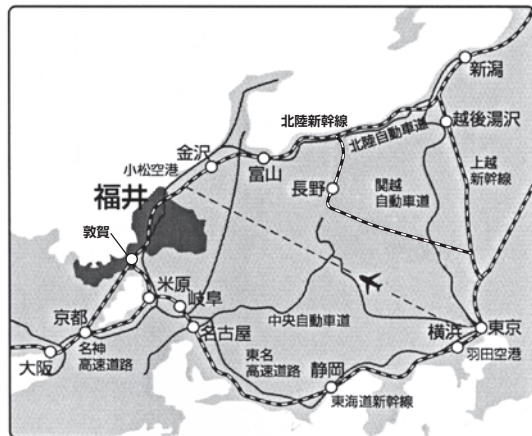 新潟
北陸新幹線
北陸自動車道
越後湯沢
金沢
小松空港
富山
上越
新幹線
長野
関越
自動車道
福井
敦賀
米原
岐阜
京都
名古屋
中央自動車道
横浜
東京
名神
高速道路
大阪
東名
高速道路
静岡
羽田空港
東海道新幹線